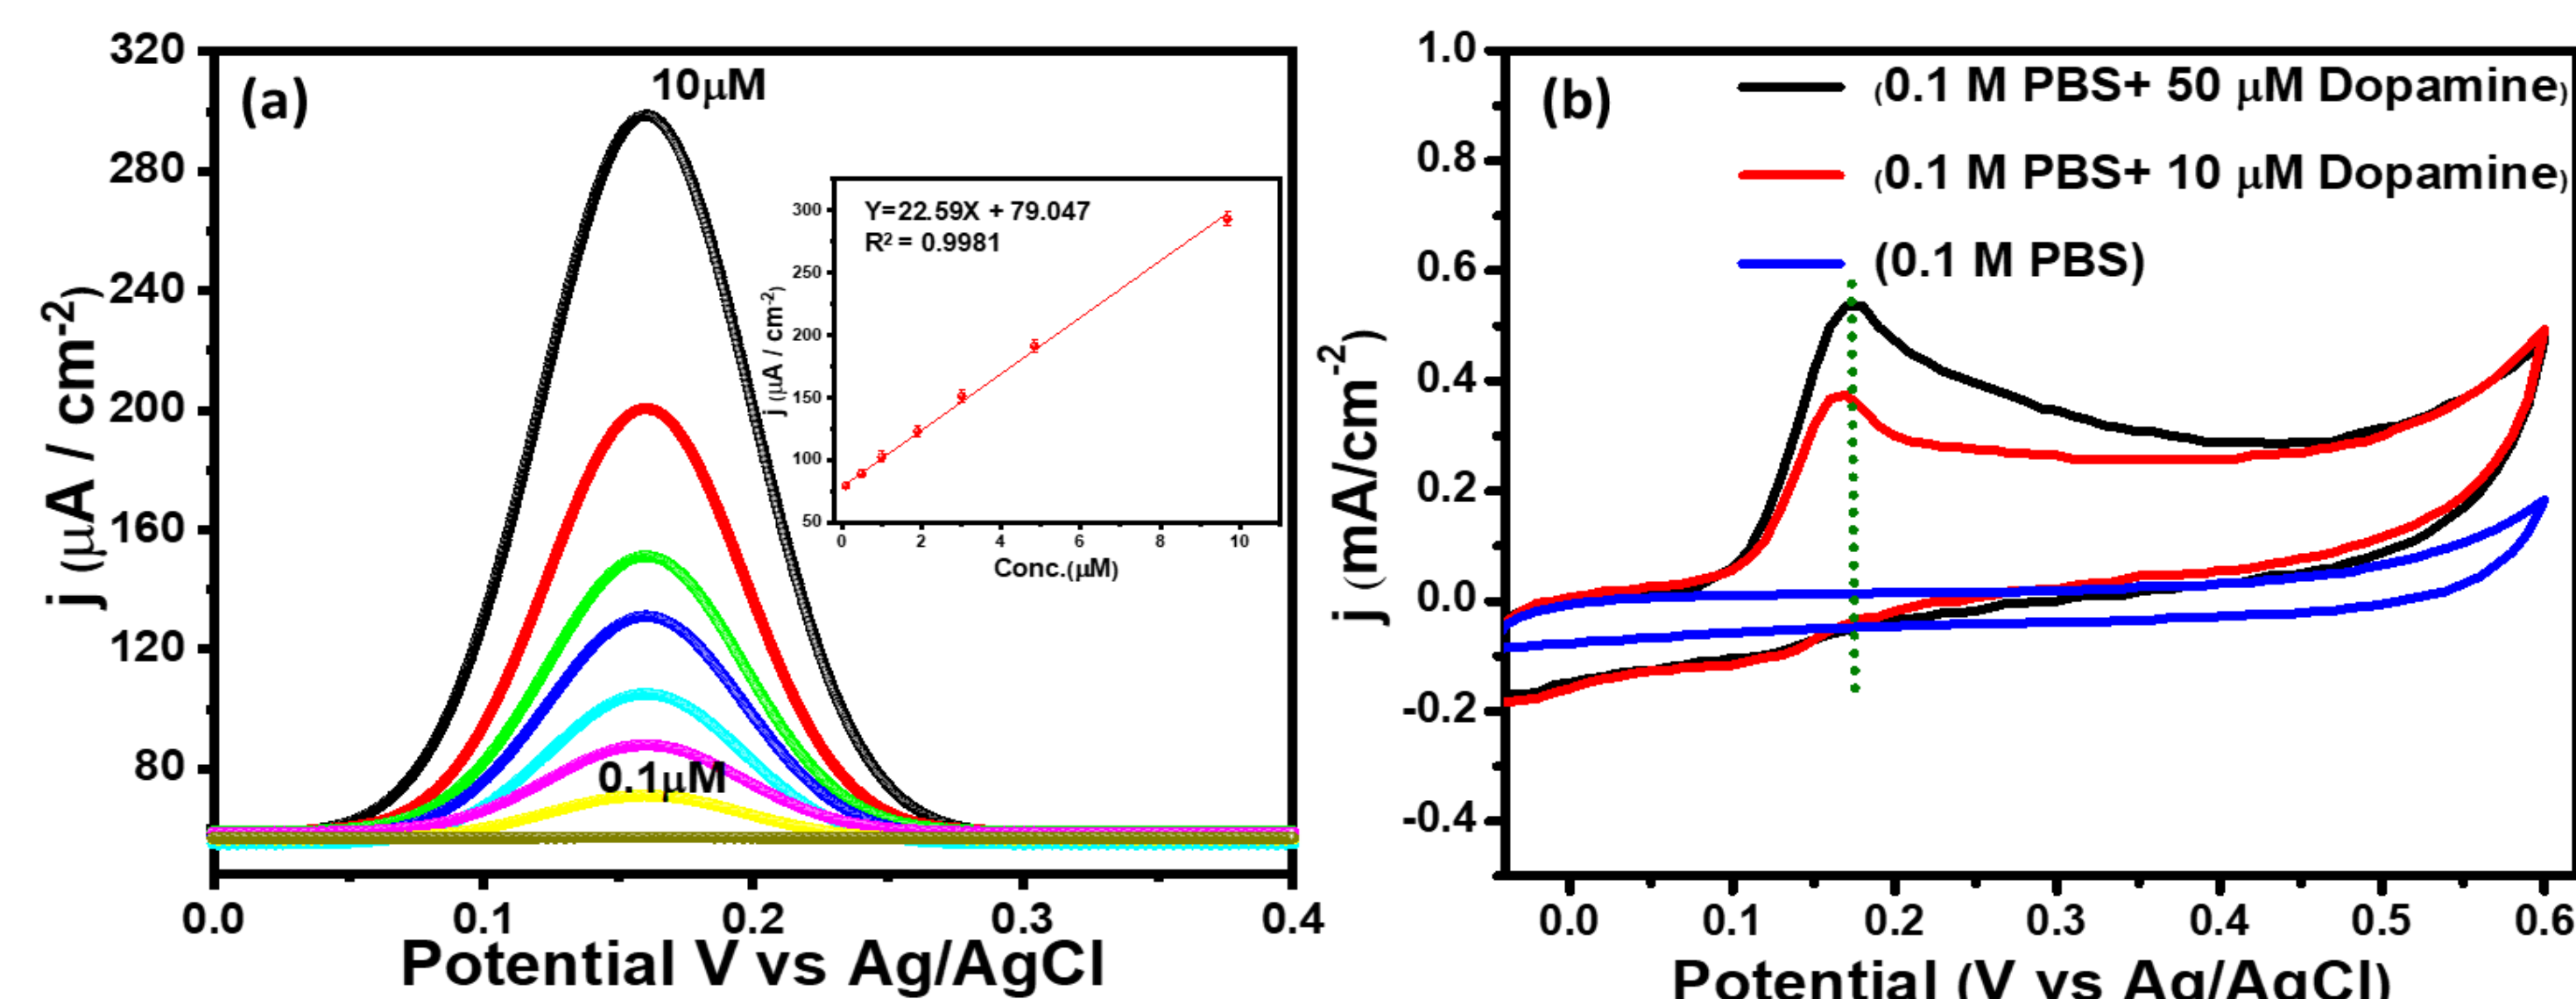 (a)
10μM
0.1μM
320
280
240
200
160
120
80
j (μA / cm-2)
0.0 0.1 0.2 0.3 0.4
Potential V vs Ag/AgCl
Y=22.59X + 79.047
R2 = 0.9981
300
250
200
150
100
50
j (μA / cm-2)
0 2 4 6 8 10
Conc.(μM)
(b)
(0.1 M PBS+ 50 μM Dopamine)
(0.1 M PBS+ 10 μM Dopamine)
(0.1 M PBS)
1.0
0.8
0.6
0.4
0.2
0.0
-0.2
-0.4
j (mA/cm-2)
0.0 0.1 0.2 0.3 0.4 0.5 0.6
Potential (V vs Ag/AgCl)